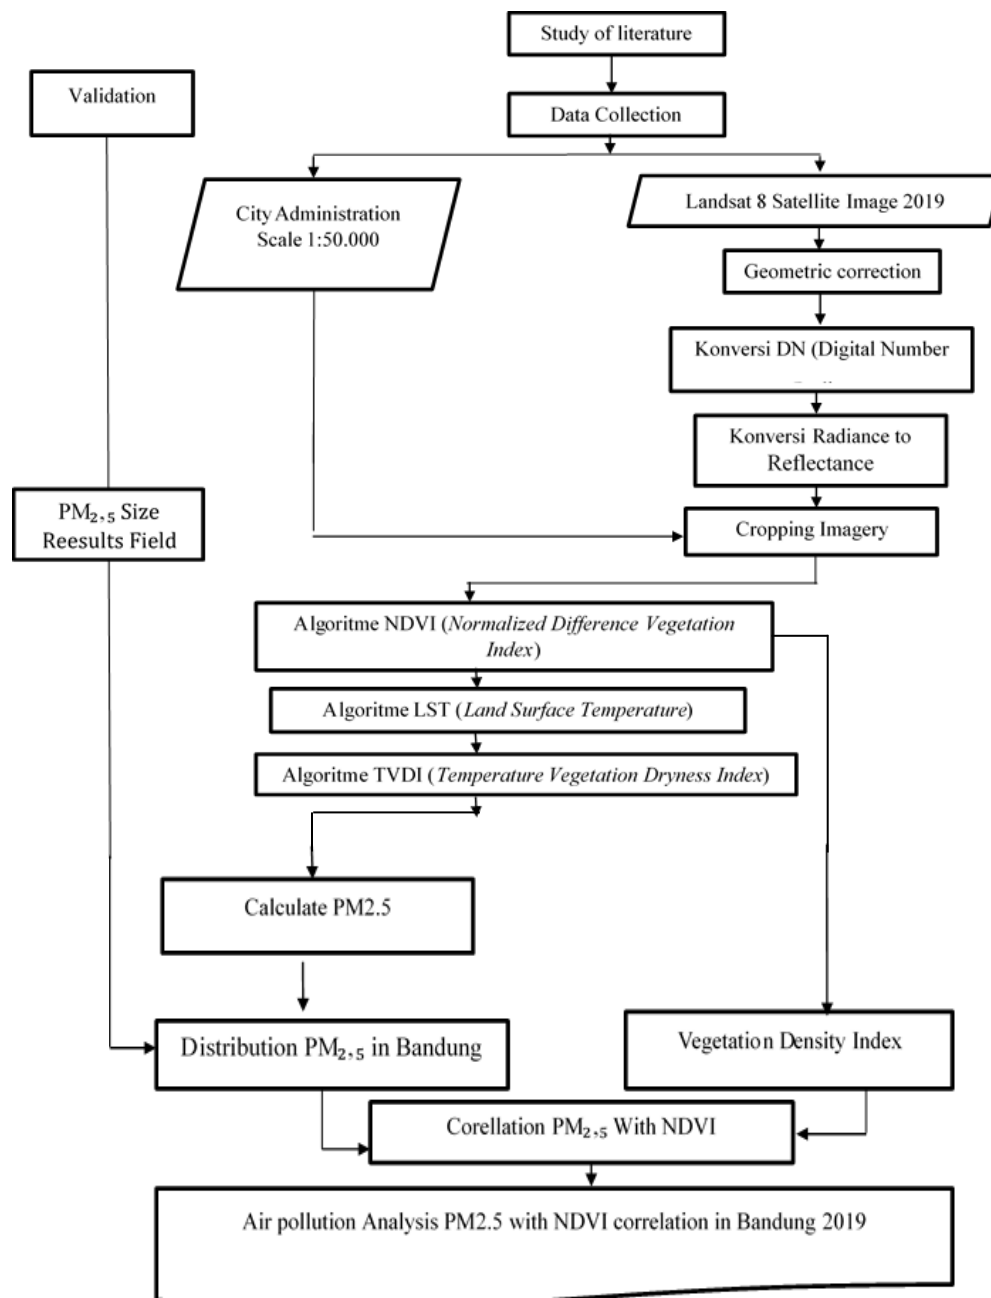 Study of literature
Validation
Data Collection
City Administration
Scale 1:50.000
Landsat 8 Satellite Image 2019
Geometric correction
Konversi DN (Digital Number
Konversi Radiance to
Reflectance
PM₂,₅ Size
Reesults Field
Cropping Imagery
Algoritme NDVI (Normalized Difference Vegetation
Index)
Algoritme LST (Land Surface Temperature)
Algoritme TVDI (Temperature Vegetation Dryness Index)
Calculate PM2.5
Distribution PM₂,₅ in Bandung
Vegetation Density Index
Corellation PM₂,₅ With NDVI
Air pollution Analysis PM2.5 with NDVI correlation in Bandung 2019